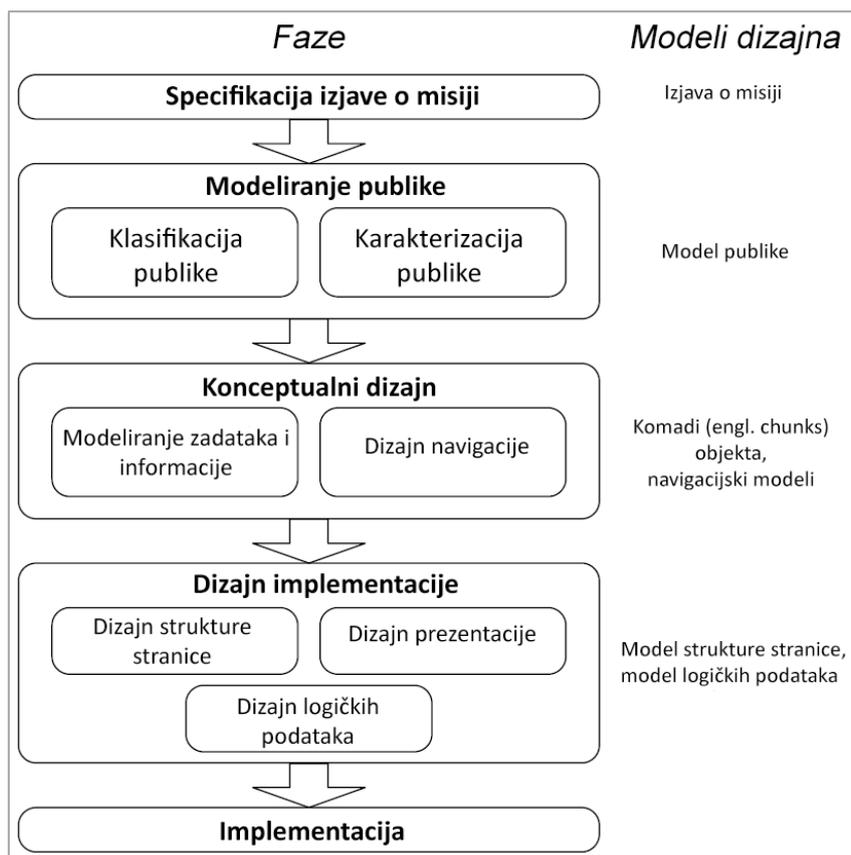 Faze
Modeli dizajna
Specifikacija izjave o misiji
Izjava o misiji
Modeliranje publike
Klasifikacija
publike
Karakterizacija
publike
Model publike
Konceptualni dizajn
Modeliranje zadataka i
informacije
Dizajn navigacije
Komadi (engl. chunks)
objekta,
navigacijski modeli
Dizajn implementacije
Dizajn strukture
stranice
Dizajn prezentacije
Dizajn logičkih
podataka
Model strukture stranice,
model logičkih podataka
Implementacija